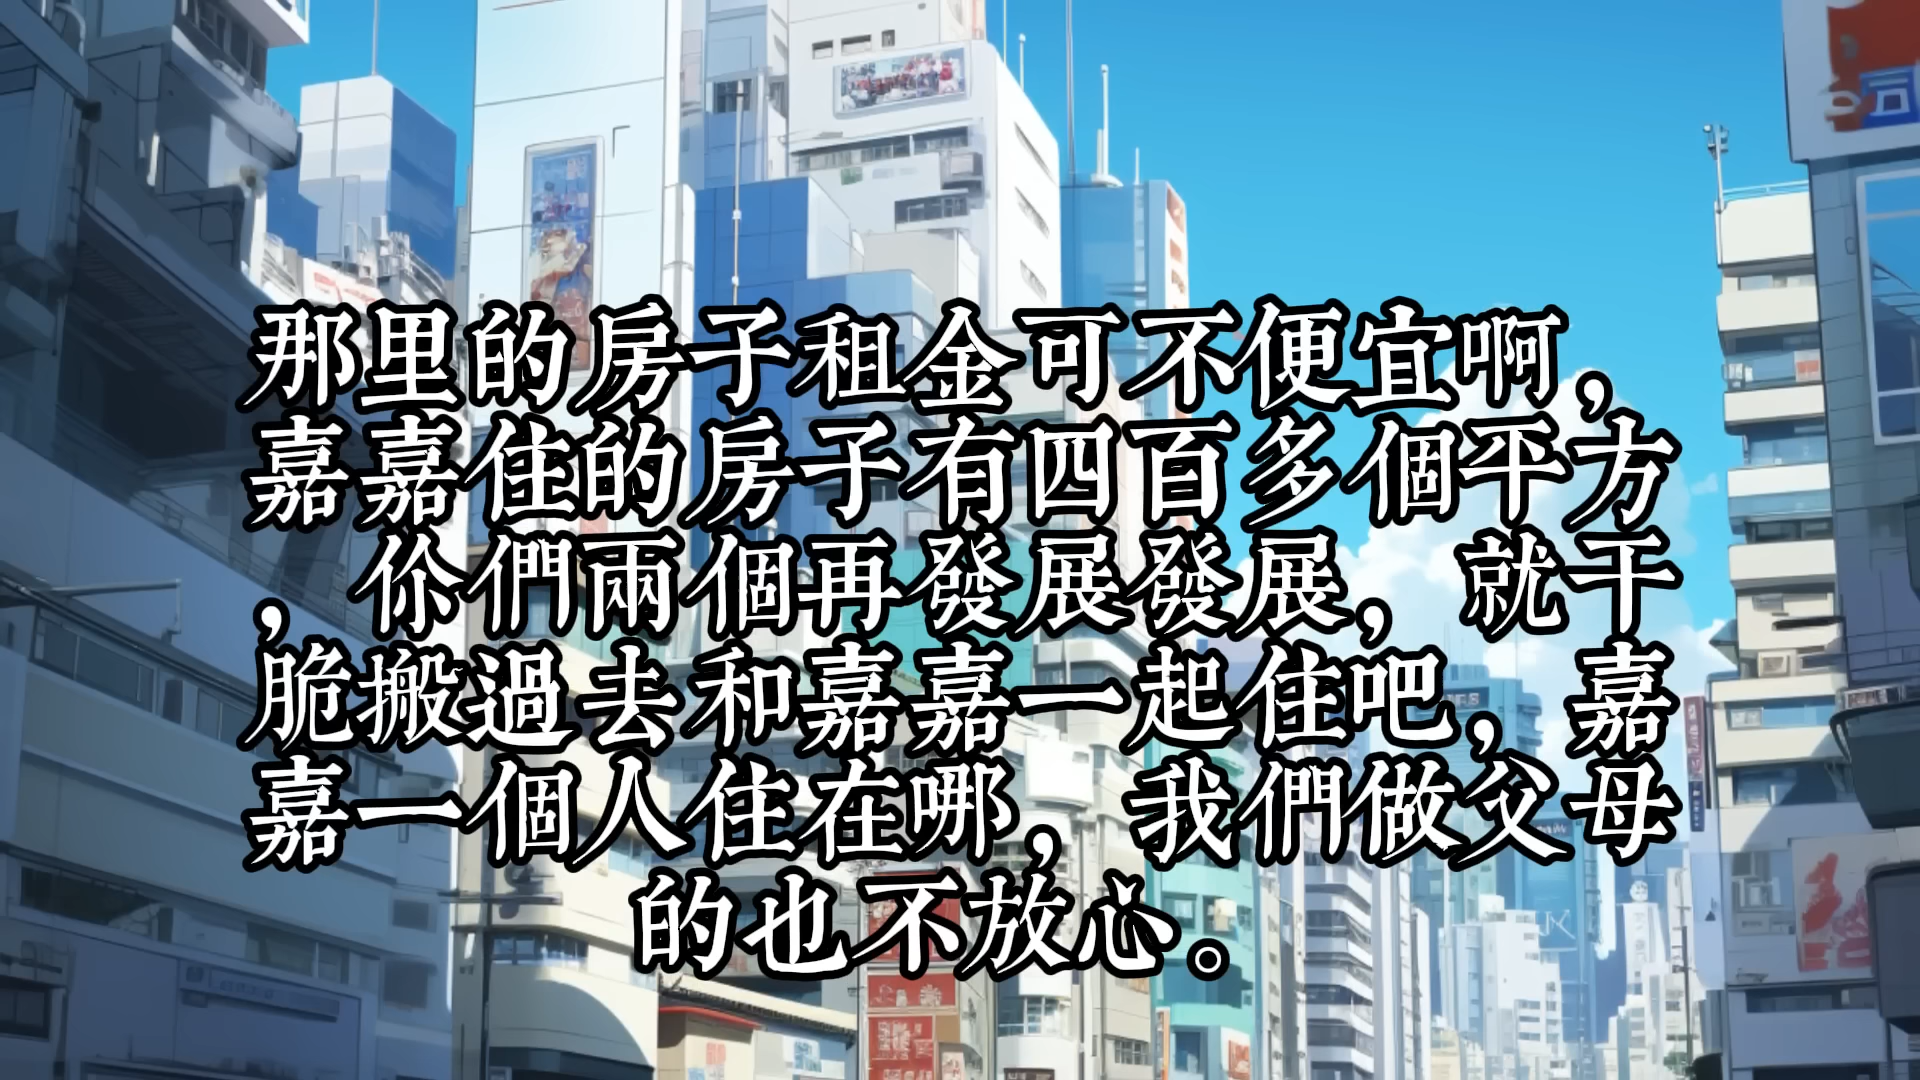 那里的房子租金可不便宜啊，
嘉嘉住的房子有四百多個平方
，伱們兩個再發展發展，就干
脆搬過去和嘉嘉一起住吧，嘉
嘉一個人住在哪，我們做父母
的也不放心。